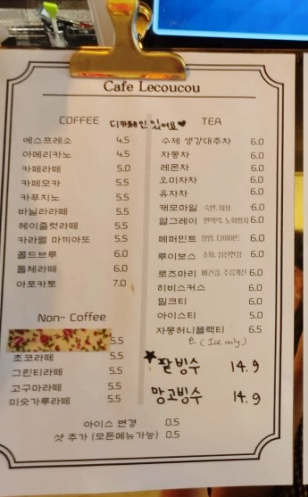 Cafe Lecoucou
COFFEE
디카페인 있어요♥
에스프레소 4.5
아메리카노 4.5
카페라떼 5.0
카페모카 5.5
카푸치노 5.5
바닐라라떼 5.5
헤이즐럿라떼 5.5
카라멜 마끼아또 5.5
콜드브루 6.0
돌체라떼 6.0
아포카토 7.0
Non- Coffee
5.5
초코라떼 5.5
그린티라떼 5.5
고구마라떼 5.5
미숫가루라떼 5.5
TEA
수제 생강대추차 6.0
자몽차 6.0
레몬차 6.0
오미자차 6.0
유자차 6.0
캐모마일 6.0
얼그레이 6.0
페퍼민트 6.0
루이보스 6.0
로즈마리 6.0
히비스커스 6.0
밀크티 6.0
아이스티 5.0
자몽허니블랙티 6.5
(Ice only)
★팥빙수 14.9
망고빙수 14.9
아이스 변경 0.5
샷 추가 (모든메뉴가능) 0.5